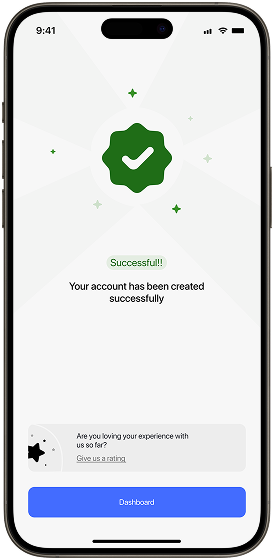 9:41
Successful!!
Your account has been created
successfully
Are you loving your experience with
us so far?
Give us a rating
Dashboard